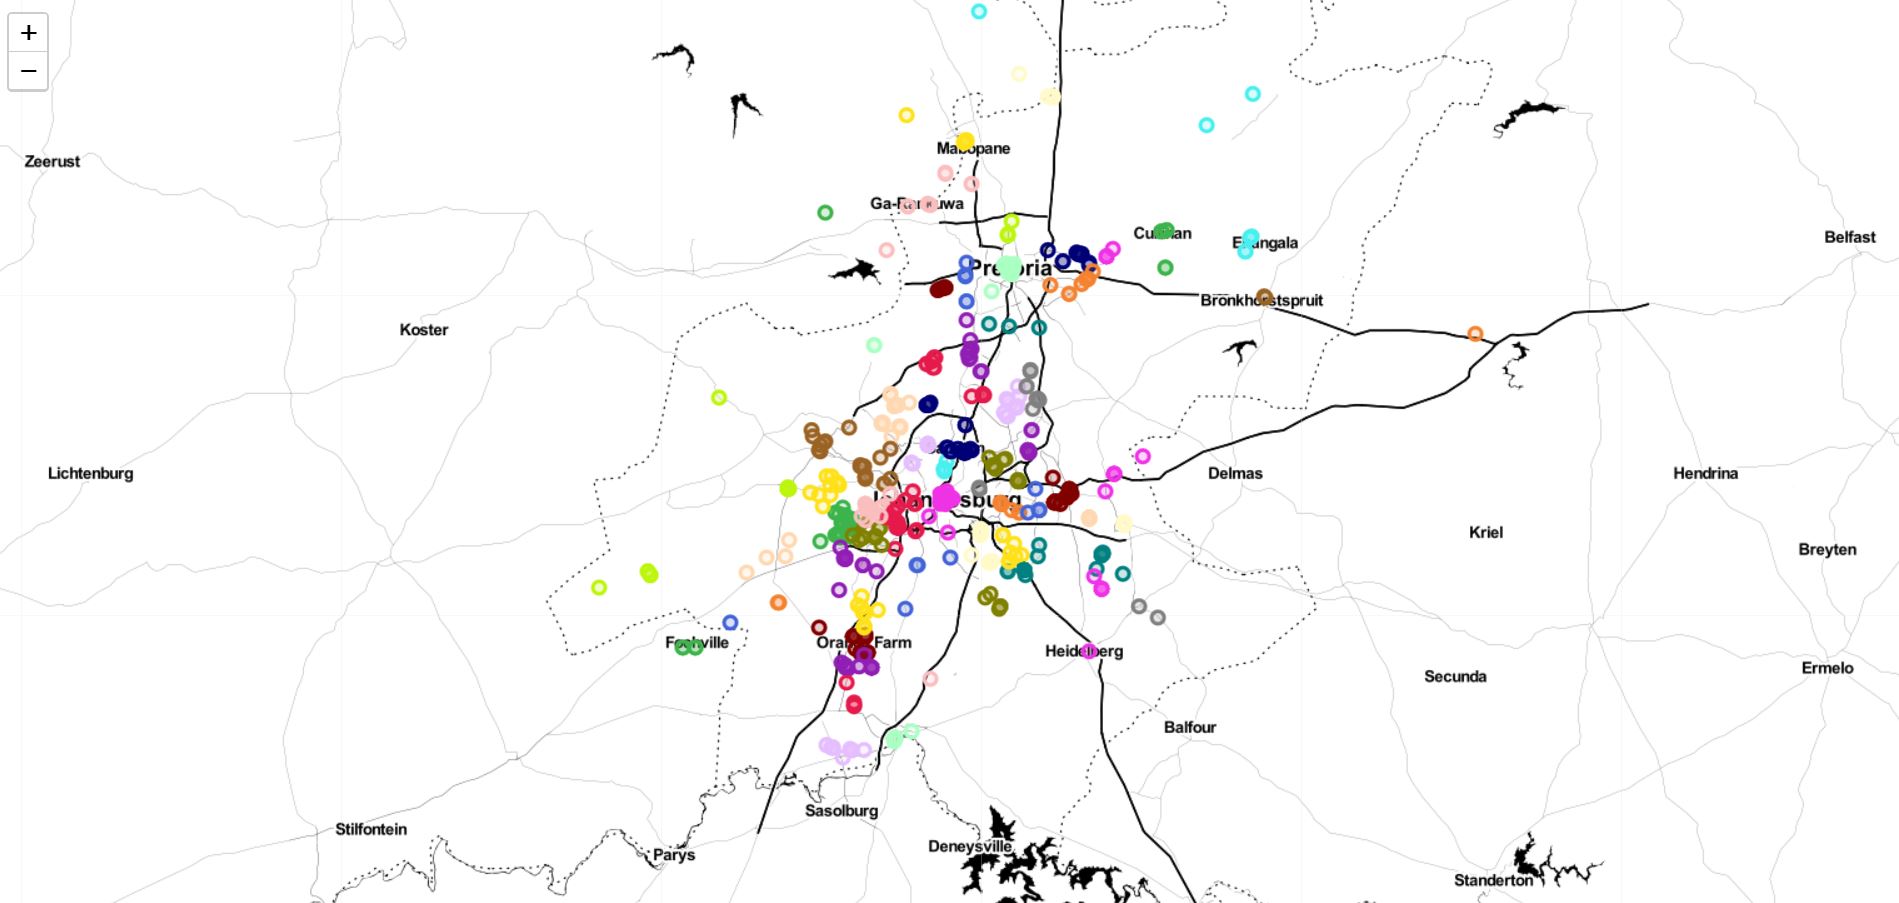 +
−
Mabopane
Zeerust
Ga-Rankuwa
Cullinan
Belfast
Ekangala
Pretoria
Bronkhorstspruit
Koster
Lichtenburg
Delmas
Hendrina
Johannesburg
Kriel
Breyten
Fochville
Orange Farm
Heidelberg
Ermelo
Secunda
Balfour
Sasolburg
Stilfontein
Deneysville
Parys
Standerton